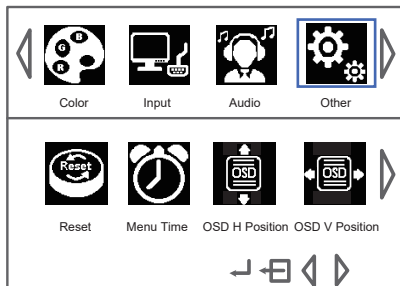 B
G
R
Color Input Audio Other
Reset
OSD OSD
Reset Menu Time OSD H Position OSD V Position